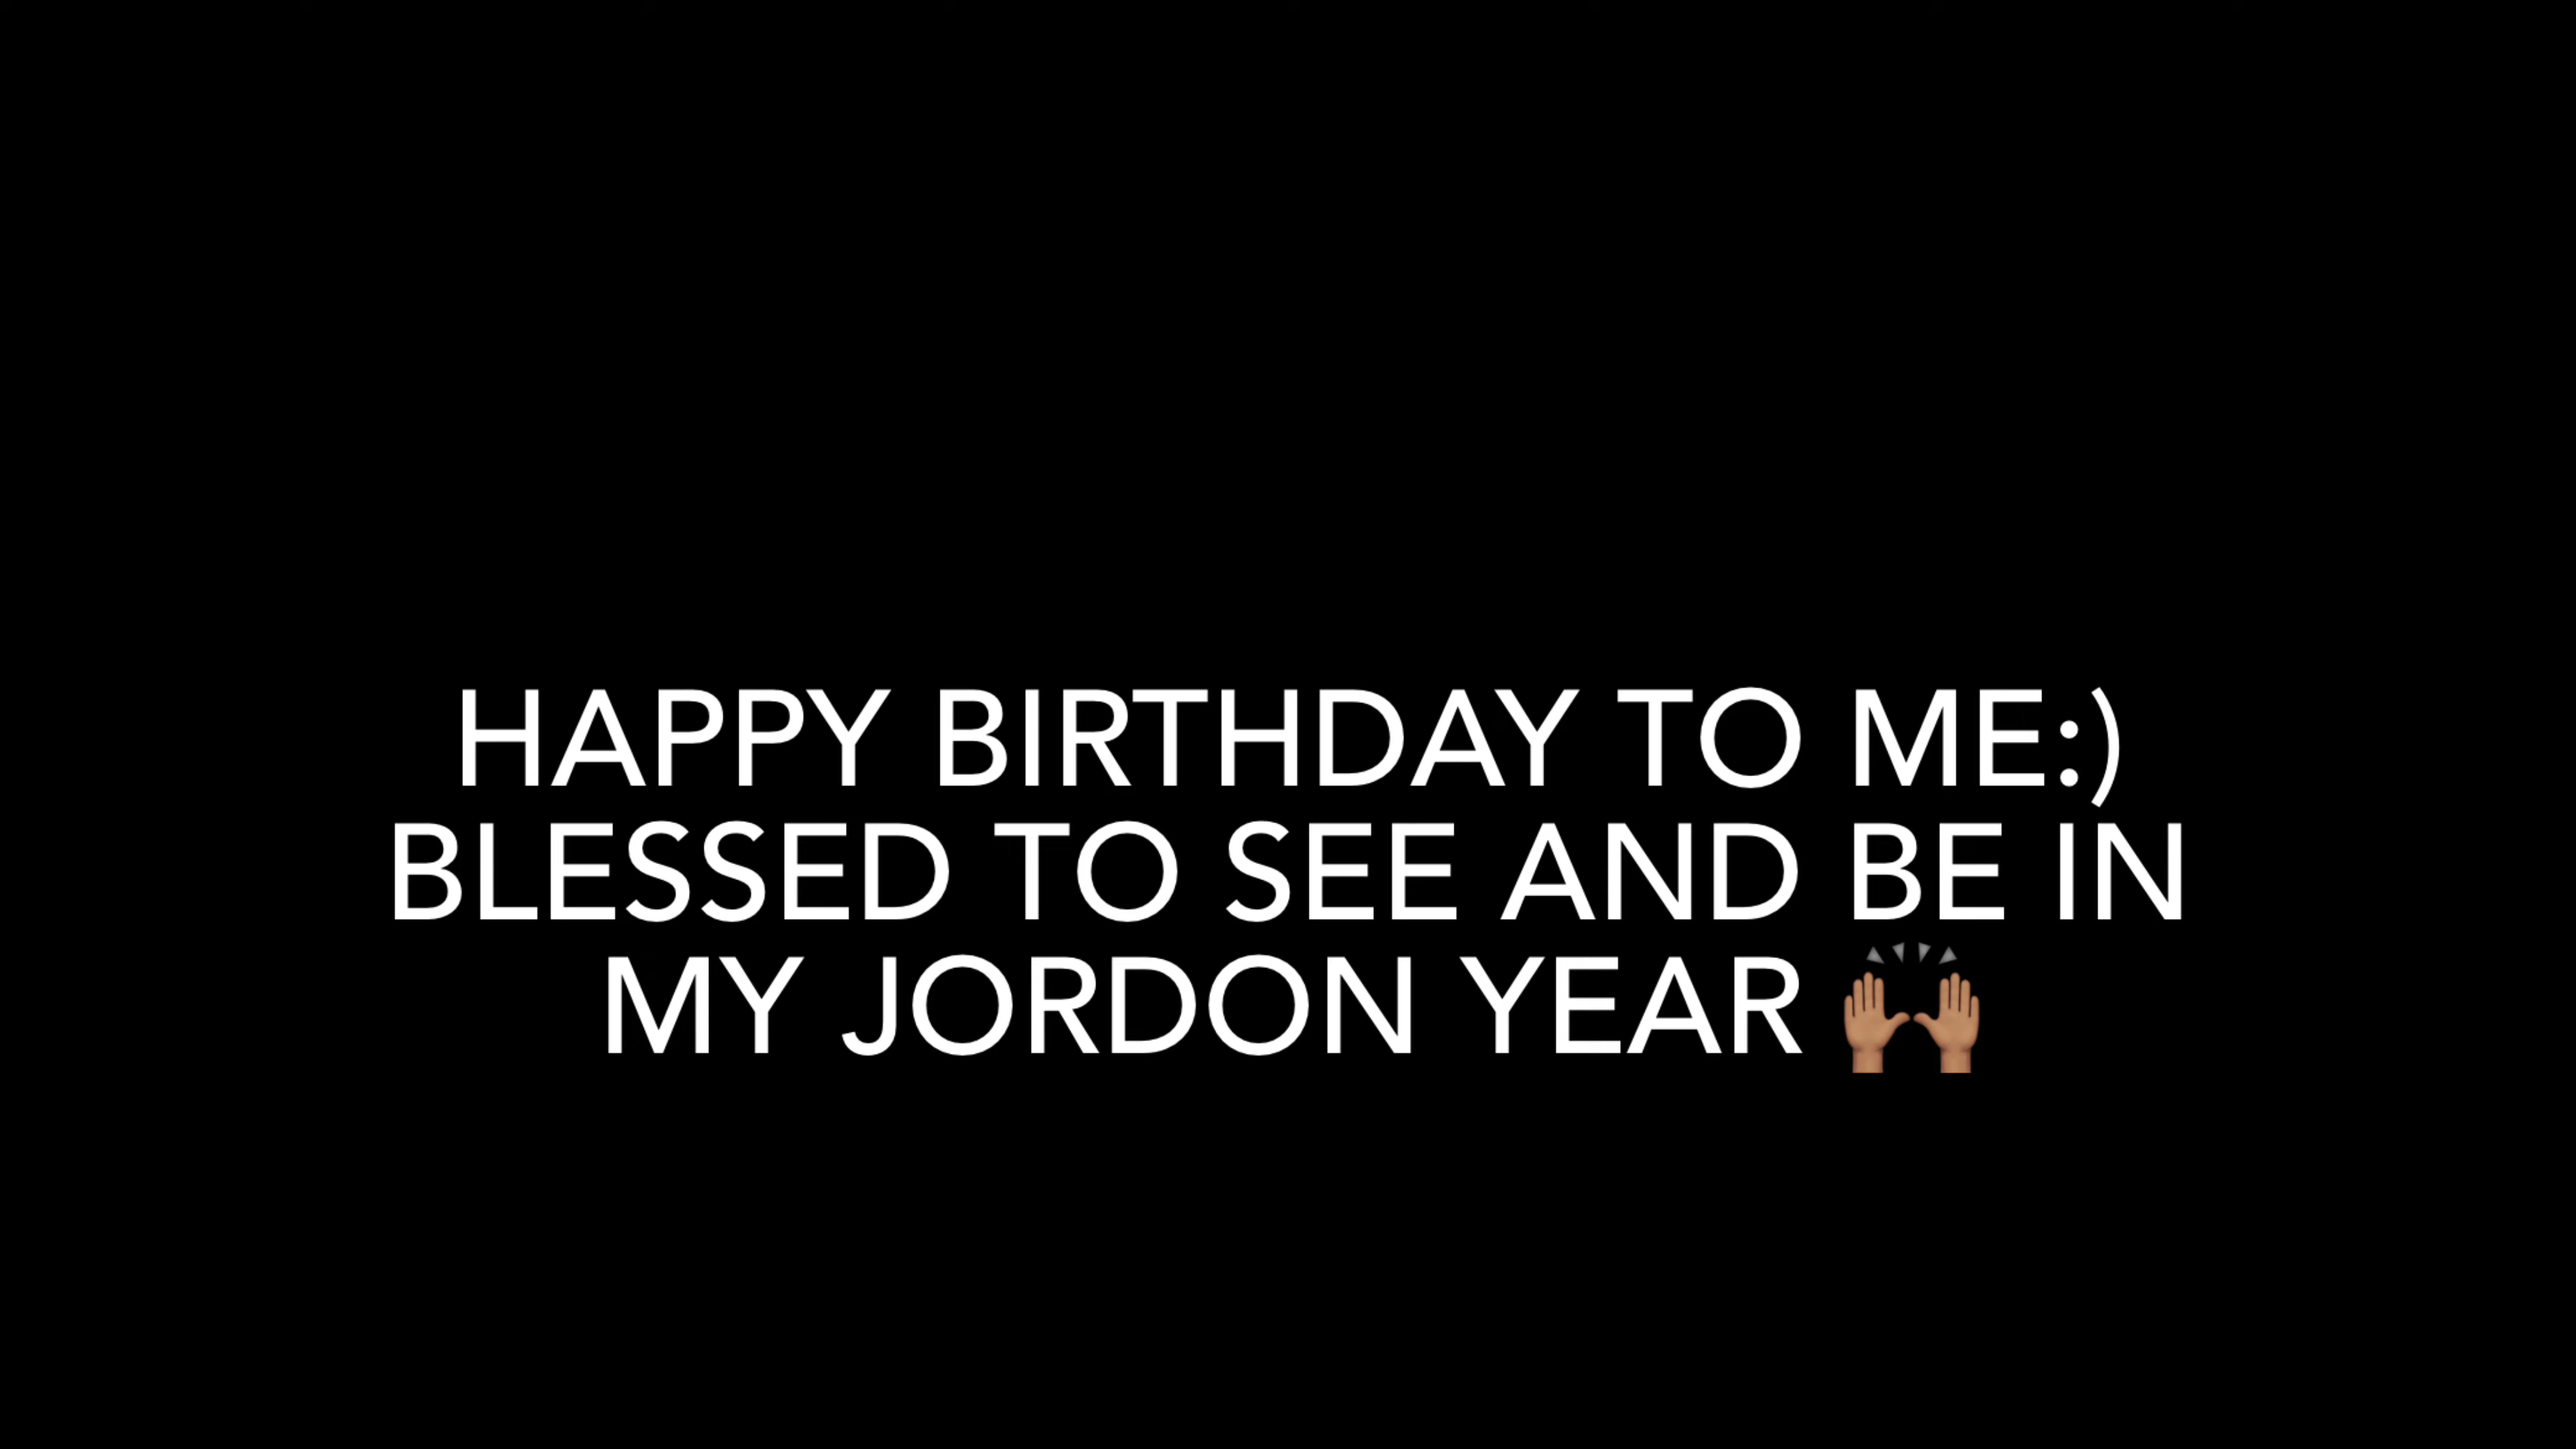 HAPPY BIRTHDAY TO ME:)
BLESSED TO SEE AND BE IN
MY JORDON YEAR 🙌🏽